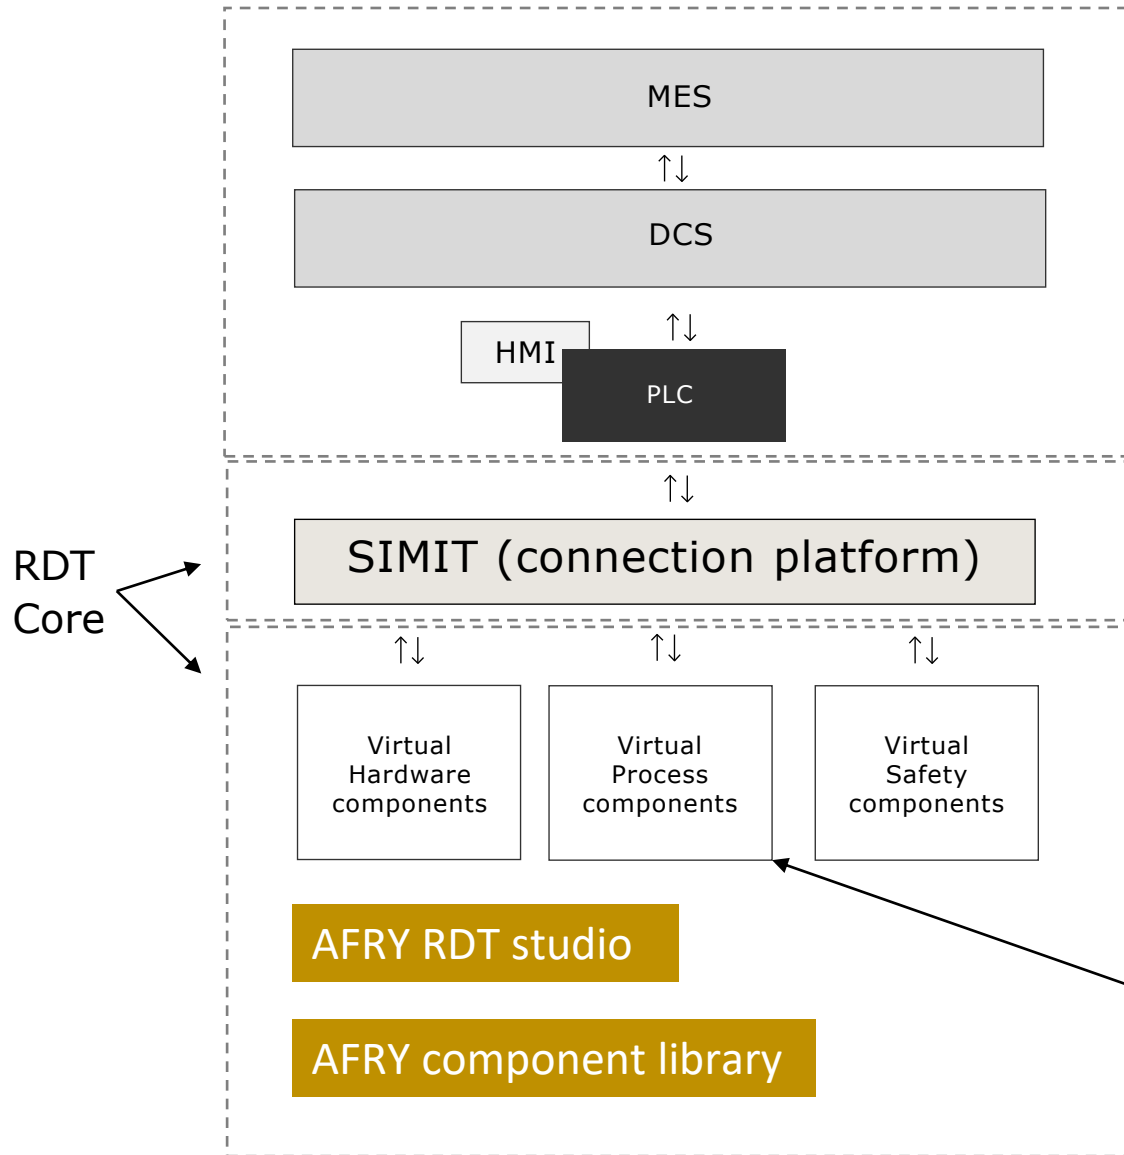 MES
↑↓
DCS
↑↓
HMI
PLC
↑↓
RDT
Core
SIMIT (connection platform)
↑↓ ↑↓ ↑↓
Virtual
Hardware
components
Virtual
Process
components
Virtual
Safety
components
AFRY RDT studio
AFRY component library